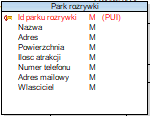 Park rozrywki
Id parku rozrywki M (PUI)
Nazwa M
Adres M
Powierzchnia M
Ilosc atrakcji M
Numer telefonu M
Adres mailowy M
Wlasciciel M